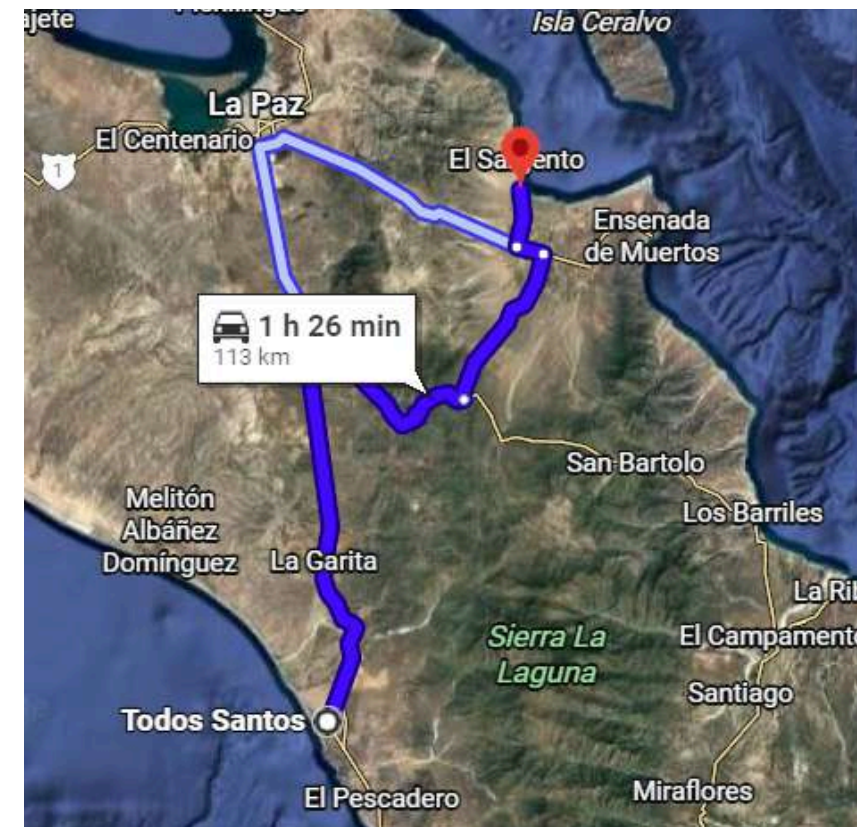 Isla Ceralvo
La Paz
El Centenario
1
Ensenada
de Muertos
1 h 26 min
113 km
San Bartolo
Melitón
Albáñez
Domínguez
Los Barriles
La Garita
Sierra La
Laguna
El Campamento
Santiago
Todos Santos
El Pescadero
Miraflores